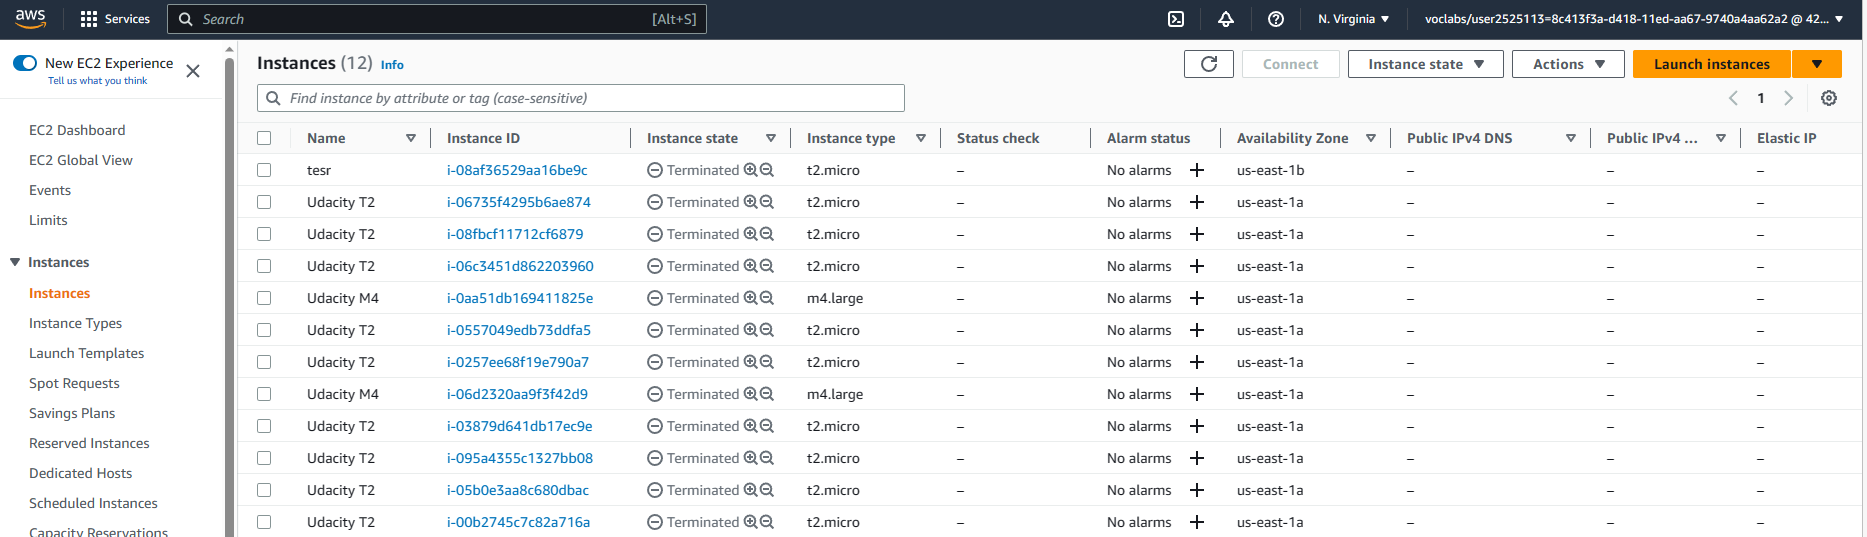 aws Services Search [Alt+S] N. Virginia voclabs/user2525113=8c413f3a-d418-11ed-aa67-9740a4aa62a2 @ 42...
New EC2 Experience
Tell us what you think
EC2 Dashboard
EC2 Global View
Events
Limits
Instances
Instances
Instance Types
Launch Templates
Spot Requests
Savings Plans
Reserved Instances
Dedicated Hosts
Scheduled Instances
Capacity Reservations
Instances (12) Info Connect Instance state Actions Launch instances
Find instance by attribute or tag (case-sensitive) 1
Name Instance ID Instance state Instance type Status check Alarm status Availability Zone Public IPv4 DNS Public IPv4 ... Elastic IP
tesr i-08af36529aa16be9c Terminated t2.micro – No alarms + us-east-1b – – –
Udacity T2 i-06735f4295b6ae874 Terminated t2.micro – No alarms + us-east-1a – – –
Udacity T2 i-08fbcf11712cf6879 Terminated t2.micro – No alarms + us-east-1a – – –
Udacity T2 i-06c3451d862203960 Terminated t2.micro – No alarms + us-east-1a – – –
Udacity M4 i-0aa51db169411825e Terminated m4.large – No alarms + us-east-1a – – –
Udacity T2 i-0557049edb73ddfa5 Terminated t2.micro – No alarms + us-east-1a – – –
Udacity T2 i-0257ee68f19e790a7 Terminated t2.micro – No alarms + us-east-1a – – –
Udacity M4 i-06d2320aa9f3f42d9 Terminated m4.large – No alarms + us-east-1a – – –
Udacity T2 i-03879d641db17ec9e Terminated t2.micro – No alarms + us-east-1a – – –
Udacity T2 i-095a4355c1327bb08 Terminated t2.micro – No alarms + us-east-1a – – –
Udacity T2 i-05b0e3aa8c680dbac Terminated t2.micro – No alarms + us-east-1a – – –
Udacity T2 i-00b2745c7c82a716a Terminated t2.micro – No alarms + us-east-1a – – –